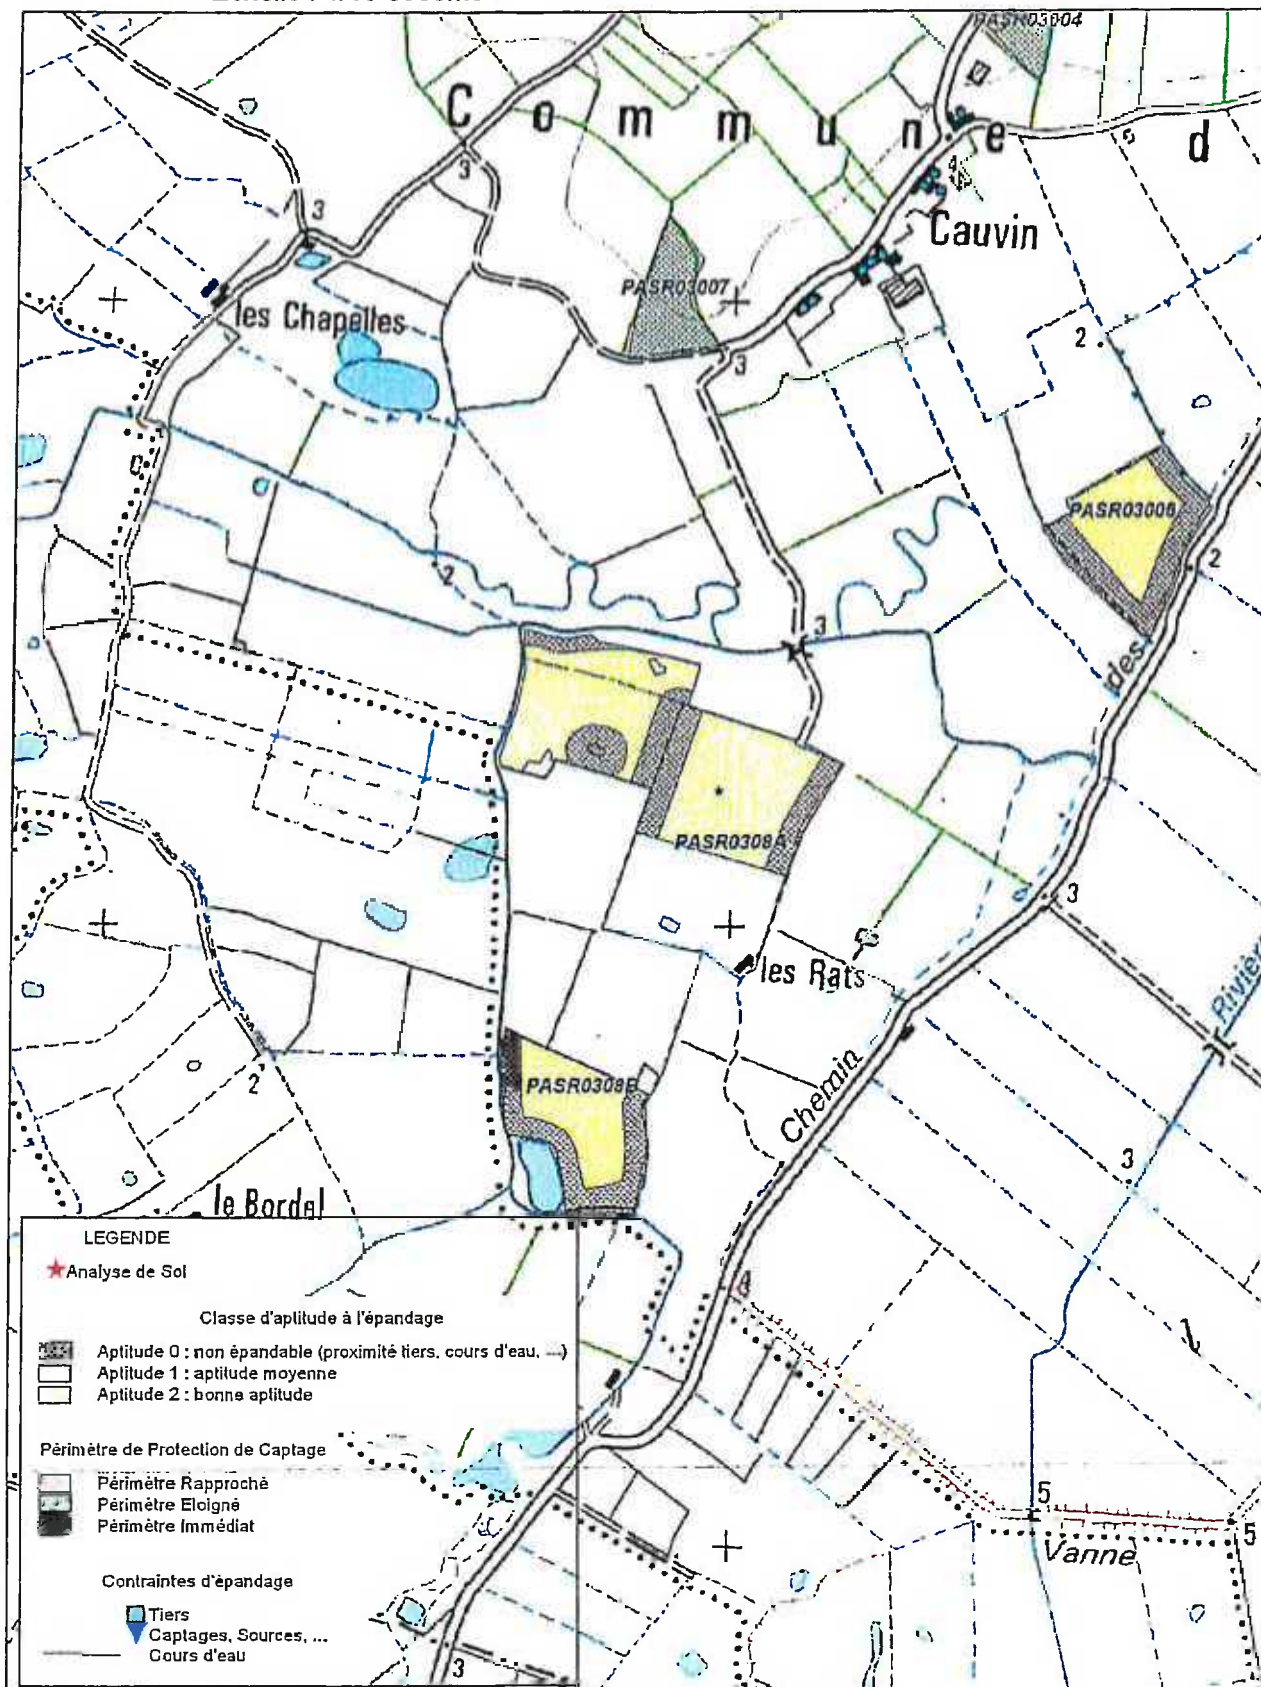 PASR03004
C o m m u n e d
3
3
Cauvin
PASR03007
les Chapelles
2
3
PASR03006
2
2
3
des
PASR0308A
3
les Rats
Rivière
Chemin
2
PASR0308B
3
le Bordel
4
5
5
Vanne
3
LEGENDE
Analyse de Sol
Classe d'aptitude à l'épandage
Aptitude 0 : non épandable (proximité tiers, cours d'eau, ...)
Aptitude 1 : aptitude moyenne
Aptitude 2 : bonne aptitude
Périmètre de Protection de Captage
Périmètre Rapproché
Périmètre Eloigné
Périmètre Immédiat
Contraintes d'épandage
Tiers
Captages, Sources, ...
Cours d'eau